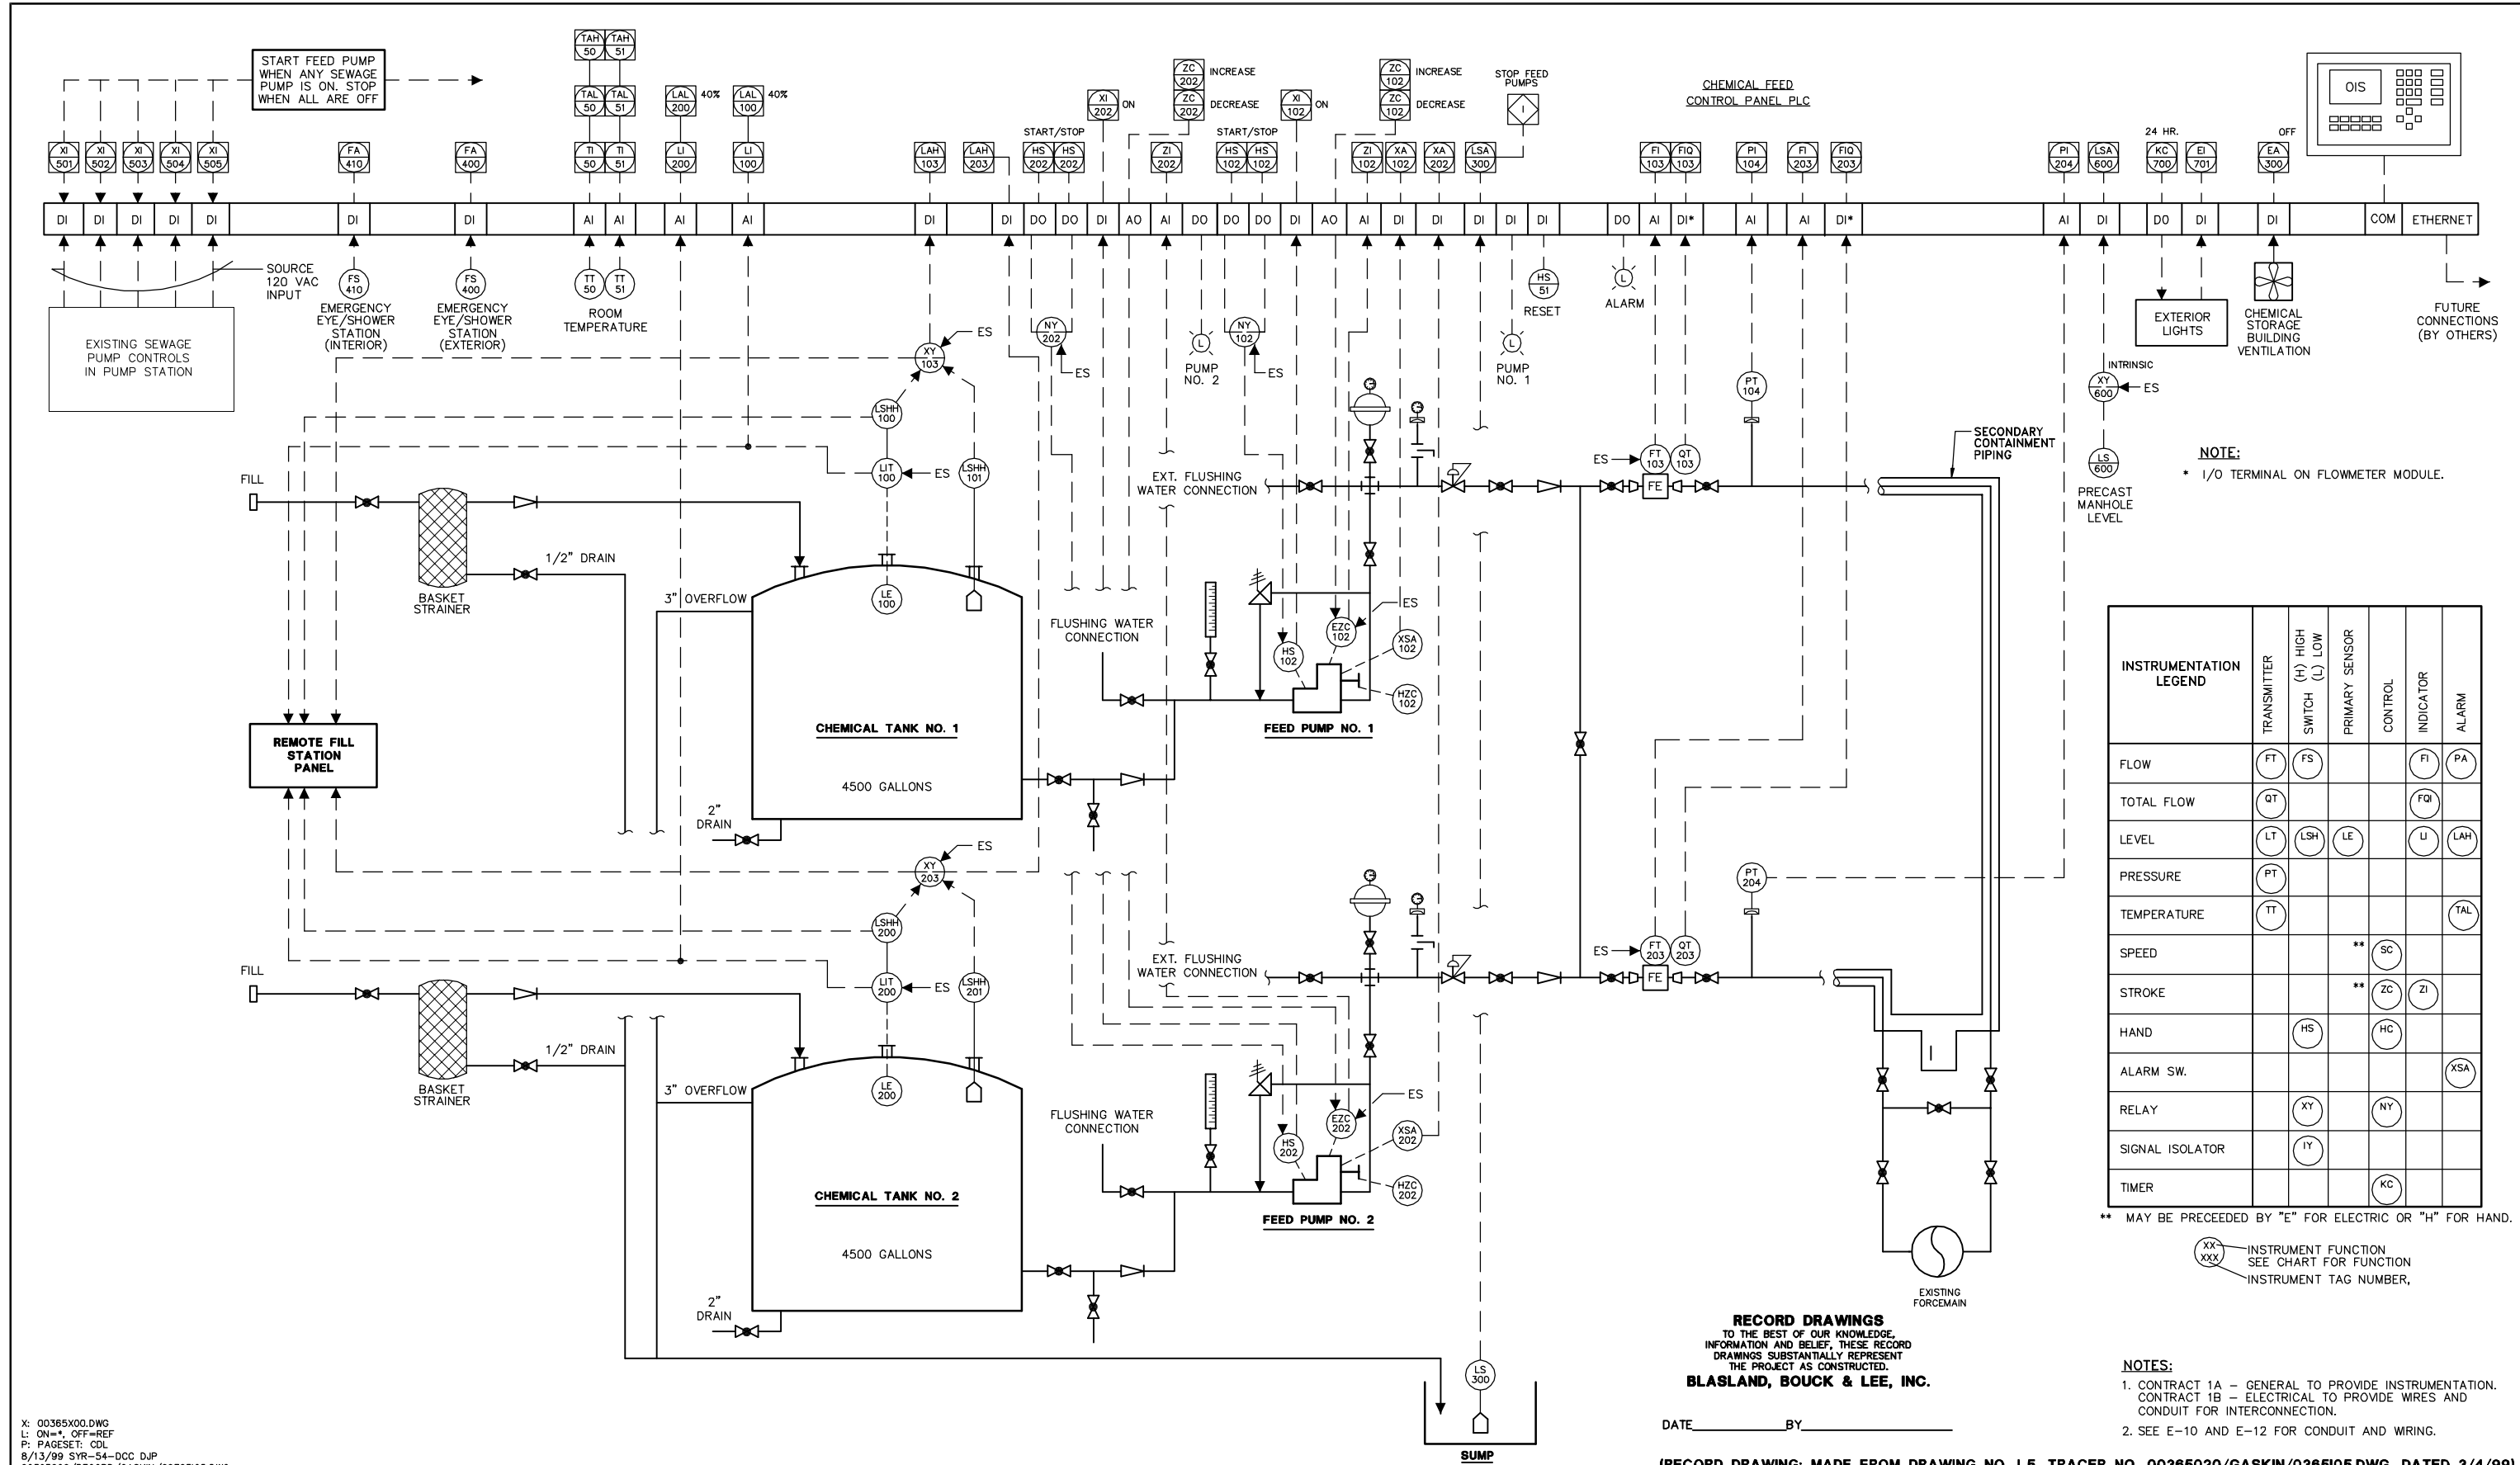 START FEED PUMP
WHEN ANY SEWAGE
PUMP IS ON. STOP
WHEN ALL ARE OFF
TAH 50
TAH 51
TAL 50
TAL 51
LAL 200
40%
LAL 100
40%
XI 202
ON
ZC 202
INCREASE
ZC 202
DECREASE
XI 102
ON
ZC 102
INCREASE
ZC 102
DECREASE
STOP FEED
PUMPS
I
CHEMICAL FEED
CONTROL PANEL PLC
OIS
XI 501
XI 502
XI 503
XI 504
XI 505
FA 410
FA 400
TI 50
TI 51
LI 200
LI 100
LAH 103
LAH 203
START/STOP
HS 202
HS 202
ZI 202
START/STOP
HS 102
HS 102
ZI 102
XA 102
XA 202
LSA 300
FI 103
FIQ 103
PI 104
FI 203
FIQ 203
PI 204
LSA 600
24 HR.
KC 700
EI 701
OFF
EA 300
DI DI DI DI DI DI DI AI AI AI AI DI DI DO DO DI AO AI DO DO DO DI AO AI DI DI DI DI DI DO AI DI* AI AI DI* AI DI DO DI DI COM ETHERNET
SOURCE
120 VAC
INPUT
EXISTING SEWAGE
PUMP CONTROLS
IN PUMP STATION
FS 410
EMERGENCY
EYE/SHOWER
STATION
(INTERIOR)
FS 400
EMERGENCY
EYE/SHOWER
STATION
(EXTERIOR)
TT 50
TT 51
ROOM
TEMPERATURE
XY 103
ES
NY 202
ES
L
PUMP
NO. 2
NY 102
ES
L
PUMP
NO. 1
HS 51
RESET
L
ALARM
EXTERIOR
LIGHTS
CHEMICAL
STORAGE
BUILDING
VENTILATION
FUTURE
CONNECTIONS
(BY OTHERS)
INTRINSIC
XY 600
ES
LS 600
PRECAST
MANHOLE
LEVEL
NOTE:
* I/O TERMINAL ON FLOWMETER MODULE.
LSHH 100
LIT 100
ES
LSHH 101
FILL
BASKET
STRAINER
1/2" DRAIN
3" OVERFLOW
LE 100
CHEMICAL TANK NO. 1
4500 GALLONS
2"
DRAIN
REMOTE FILL
STATION
PANEL
EXT. FLUSHING
WATER CONNECTION
FLUSHING WATER
CONNECTION
G
G
HS 102
EZC 102
ES
XSA 102
HZC 102
FEED PUMP NO. 1
ES
FT 103
QT 103
FE
PT 104
SECONDARY
CONTAINMENT
PIPING
XY 203
ES
LSHH 200
LIT 200
ES
LSHH 201
FILL
BASKET
STRAINER
1/2" DRAIN
3" OVERFLOW
LE 200
CHEMICAL TANK NO. 2
4500 GALLONS
2"
DRAIN
EXT. FLUSHING
WATER CONNECTION
FLUSHING WATER
CONNECTION
G
G
HS 202
EZC 202
ES
XSA 202
HZC 202
FEED PUMP NO. 2
ES
FT 203
QT 203
FE
PT 204
EXISTING
FORCEMAIN
LS 300
SUMP
INSTRUMENTATION
LEGEND
TRANSMITTER
SWITCH (H) HIGH
(L) LOW
PRIMARY SENSOR
CONTROL
INDICATOR
ALARM
FLOW FT FS FI PA
TOTAL FLOW QT FQI
LEVEL LT LSH LE LI LAH
PRESSURE PT
TEMPERATURE TT TAL
SPEED ** SC
STROKE ** ZC ZI
HAND HS HC
ALARM SW. XSA
RELAY XY NY
SIGNAL ISOLATOR IY
TIMER KC
** MAY BE PRECEEDED BY "E" FOR ELECTRIC OR "H" FOR HAND.
XX
XXX
INSTRUMENT FUNCTION
SEE CHART FOR FUNCTION
INSTRUMENT TAG NUMBER,
RECORD DRAWINGS
TO THE BEST OF OUR KNOWLEDGE,
INFORMATION AND BELIEF, THESE RECORD
DRAWINGS SUBSTANTIALLY REPRESENT
THE PROJECT AS CONSTRUCTED.
BLASLAND, BOUCK & LEE, INC.
DATE BY
NOTES:
1. CONTRACT 1A – GENERAL TO PROVIDE INSTRUMENTATION.
CONTRACT 1B – ELECTRICAL TO PROVIDE WIRES AND
CONDUIT FOR INTERCONNECTION.
2. SEE E-10 AND E-12 FOR CONDUIT AND WIRING.
X: 00365X00.DWG
L: ON=*, OFF=REF
P: PAGESET: CDL
8/13/99 SYR-54-DCC DJP
(RECORD DRAWING: MADE FROM DRAWING NO. I-5, TRACER NO. 00365020/GASKIN/0365I05.DWG, DATED 3/4/99)